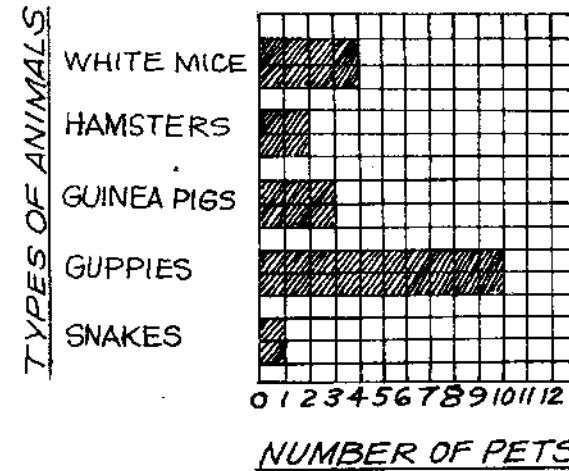 TYPES OF ANIMALS
WHITE MICE
HAMSTERS
GUINEA PIGS
GUPPIES
SNAKES
0 1 2 3 4 5 6 7 8 9 10 11 12
NUMBER OF PETS